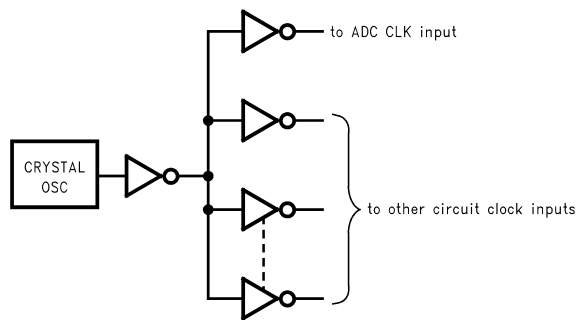 to ADC CLK input
CRYSTAL
OSC
to other circuit clock inputs